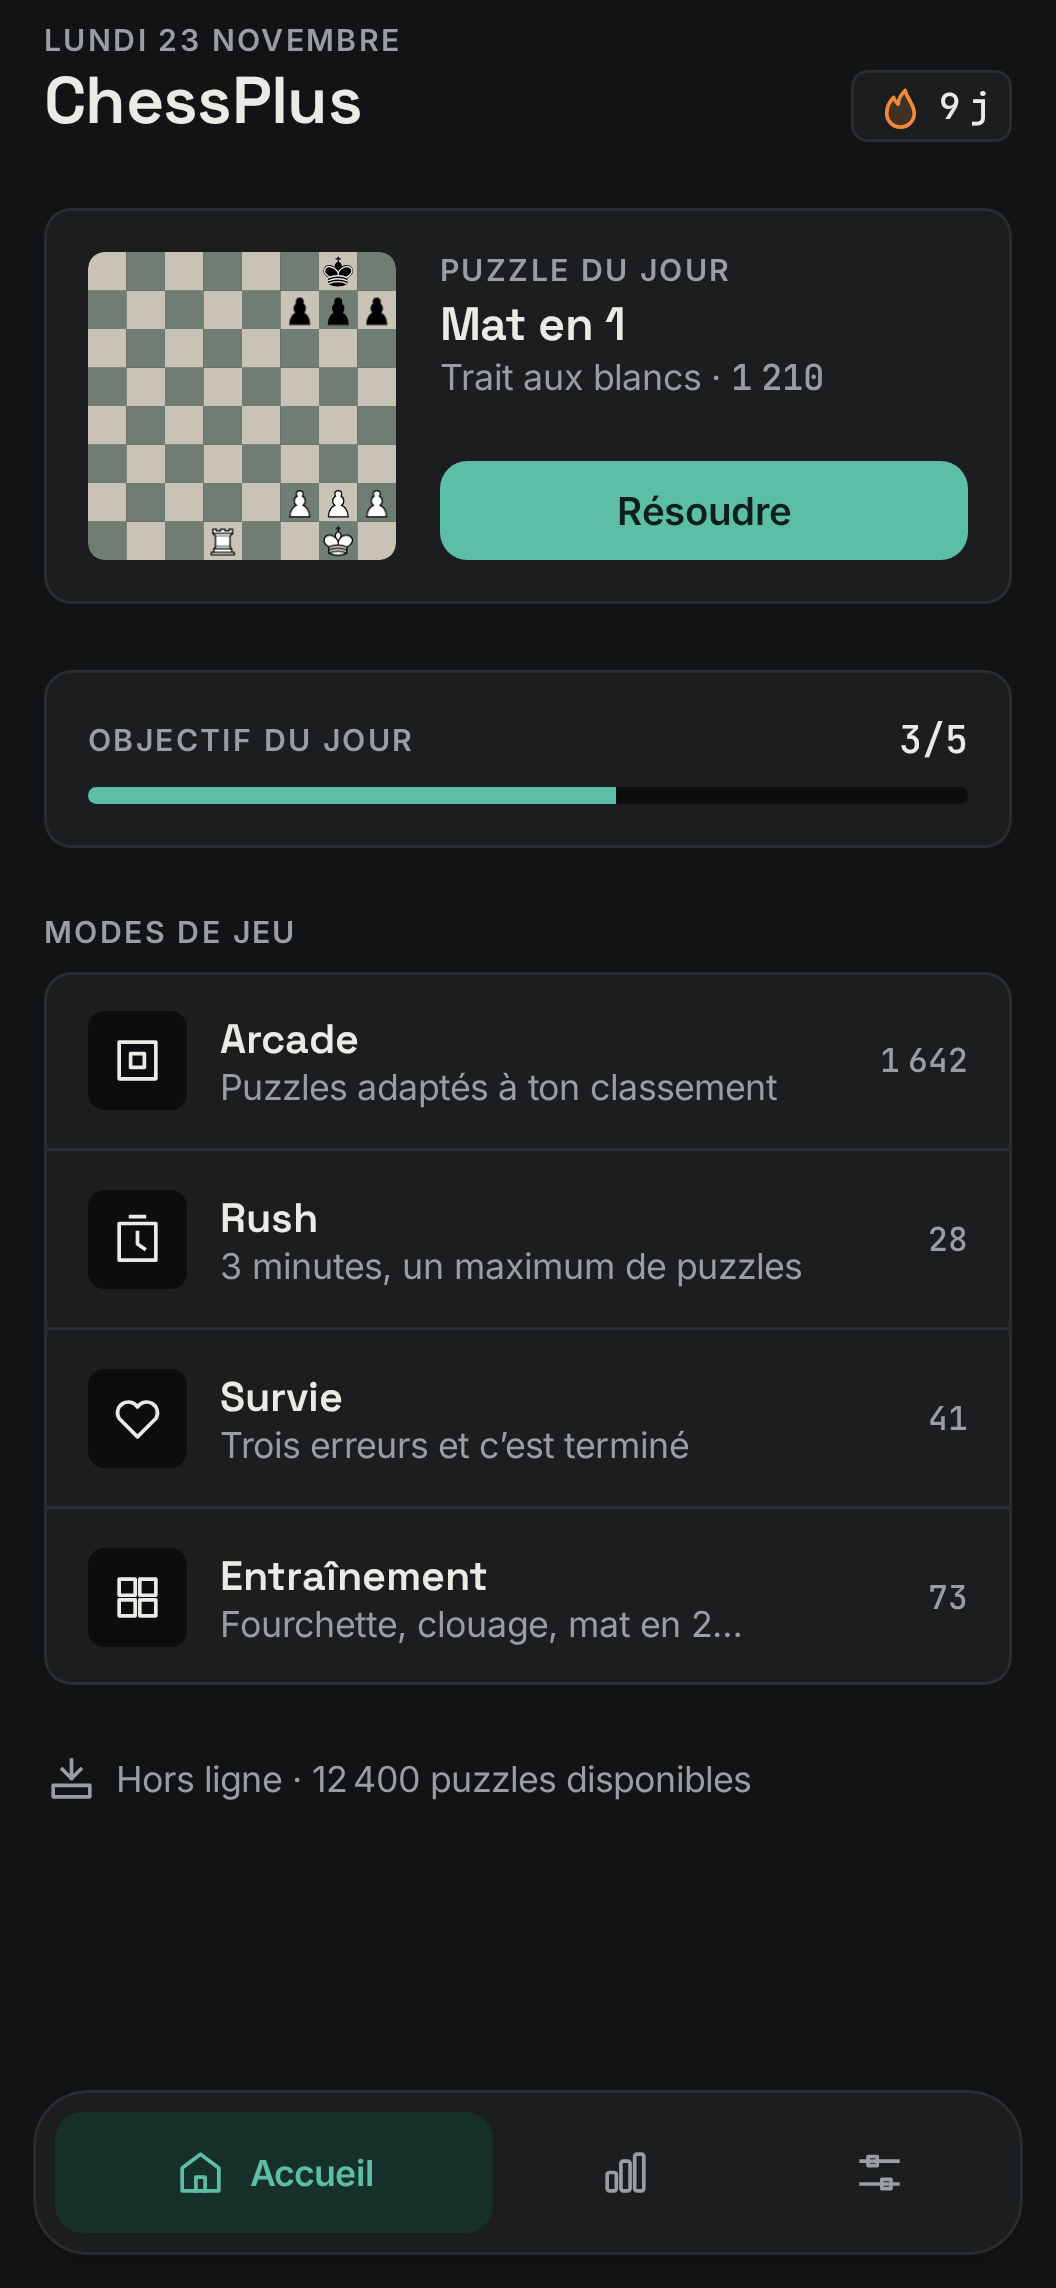 LUNDI 23 NOVEMBRE
ChessPlus
9 j
PUZZLE DU JOUR
Mat en 1
Trait aux blancs · 1 210
Résoudre
OBJECTIF DU JOUR
3/5
MODES DE JEU
Arcade
Puzzles adaptés à ton classement
1 642
Rush
3 minutes, un maximum de puzzles
28
Survie
Trois erreurs et c’est terminé
41
Entraînement
Fourchette, clouage, mat en 2…
73
Hors ligne · 12 400 puzzles disponibles
Accueil